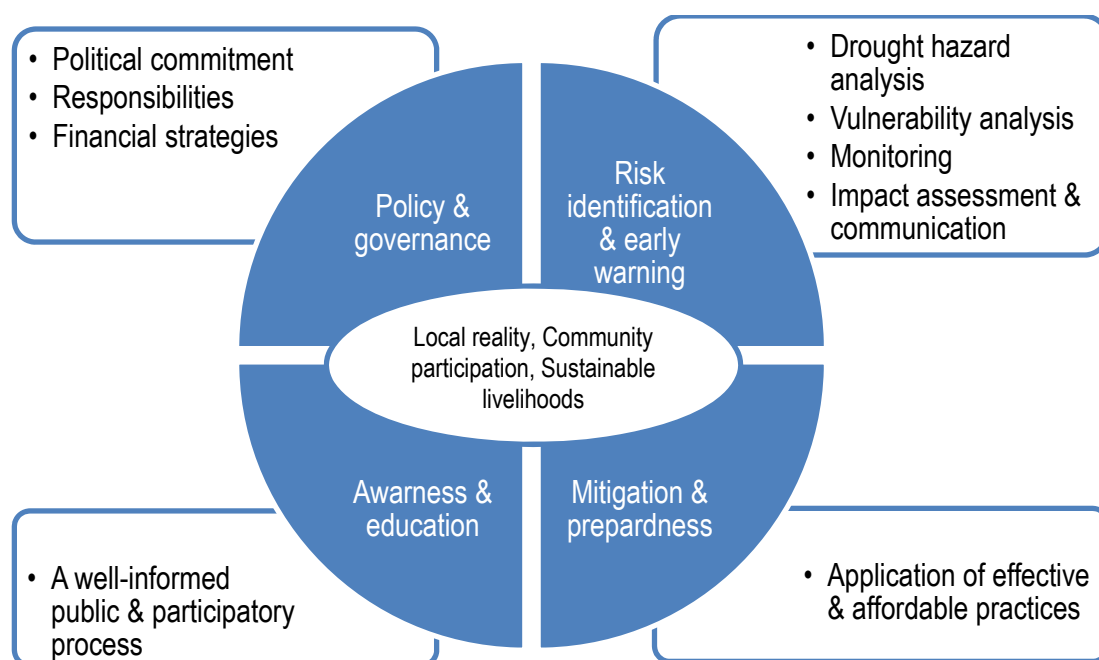 • Political commitment
• Responsibilities
• Financial strategies
• Drought hazard
analysis
• Vulnerability analysis
• Monitoring
• Impact assessment &
communication
Policy &
governance
Risk
identification
& early
warning
Local reality, Community
participation, Sustainable
livelihoods
Awarness &
education
Mitigation &
prepardness
• A well-informed
public & participatory
process
• Application of effective
& affordable practices